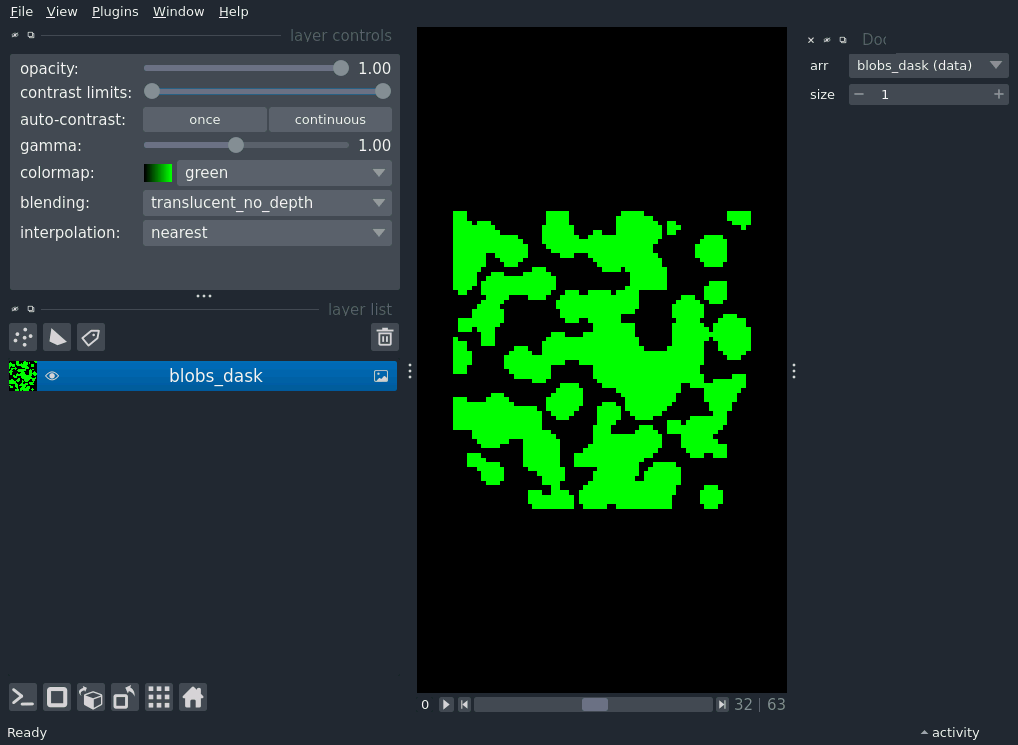 File View Plugins Window Help
layer controls
opacity: 1.00
contrast limits:
auto-contrast: once continuous
gamma: 1.00
colormap: green
blending: translucent_no_depth
interpolation: nearest
layer list
blobs_dask
0 32 | 63
arr blobs_dask (data)
size 1
Ready
activity